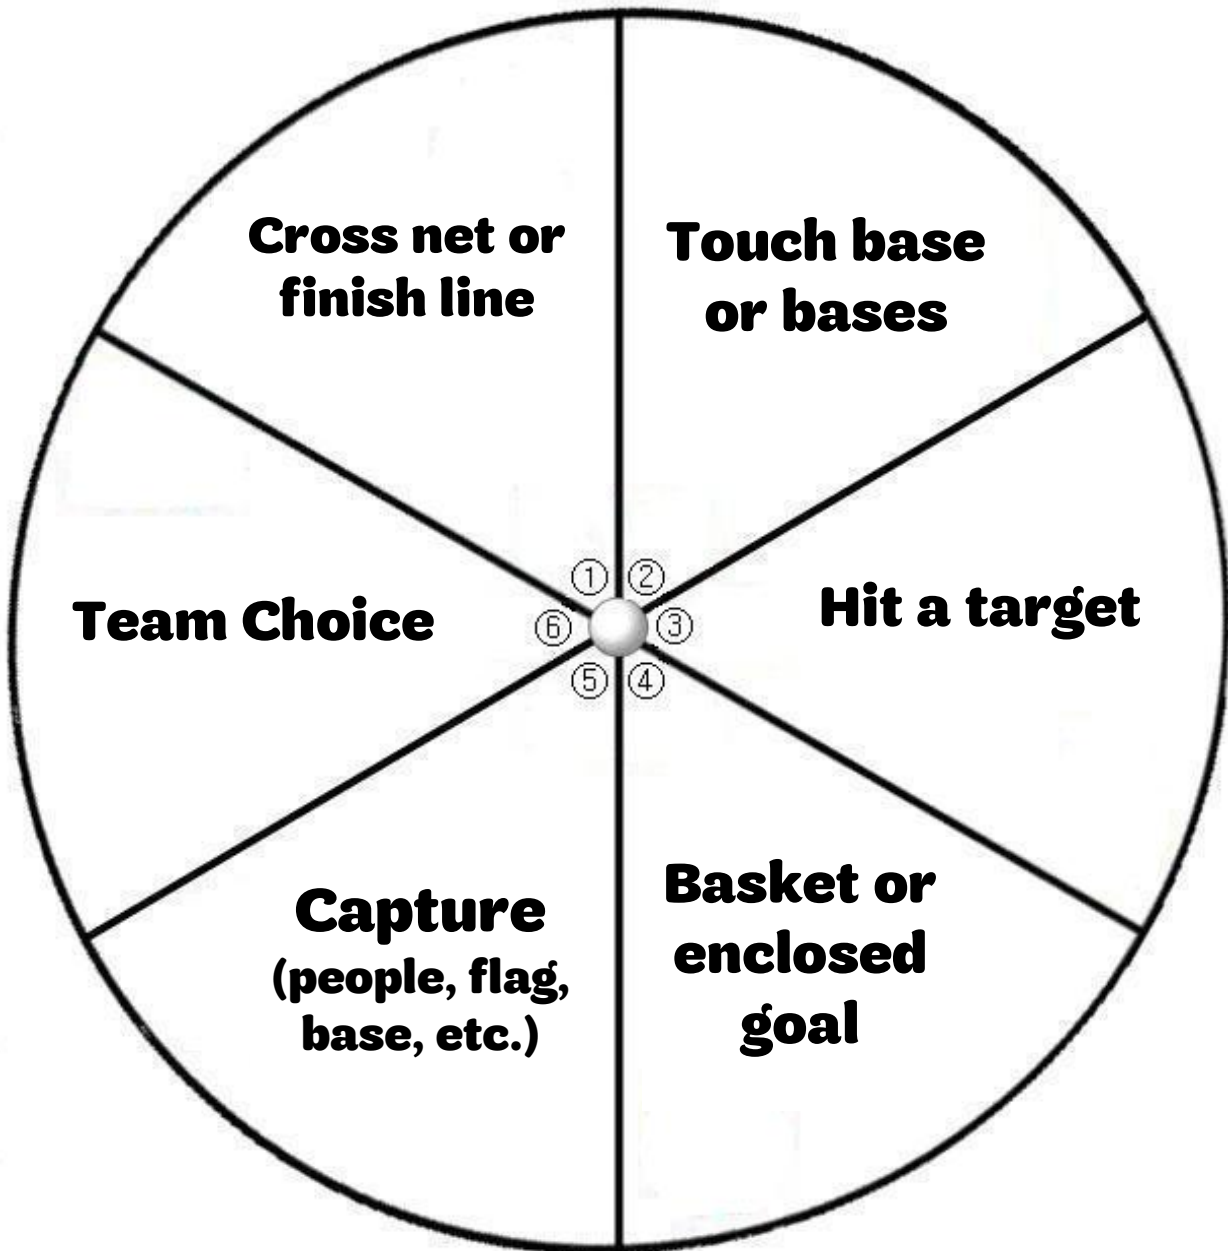 Cross net or
finish line
Touch base
or bases
Team Choice
Hit a target
①
②
⑥
③
⑤
④
Capture
(people, flag,
base, etc.)
Basket or
enclosed
goal